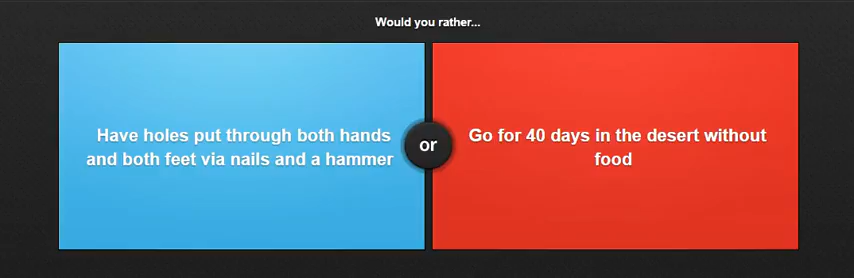 Would you rather...
Have holes put through both hands
and both feet via nails and a hammer
or
Go for 40 days in the desert without
food